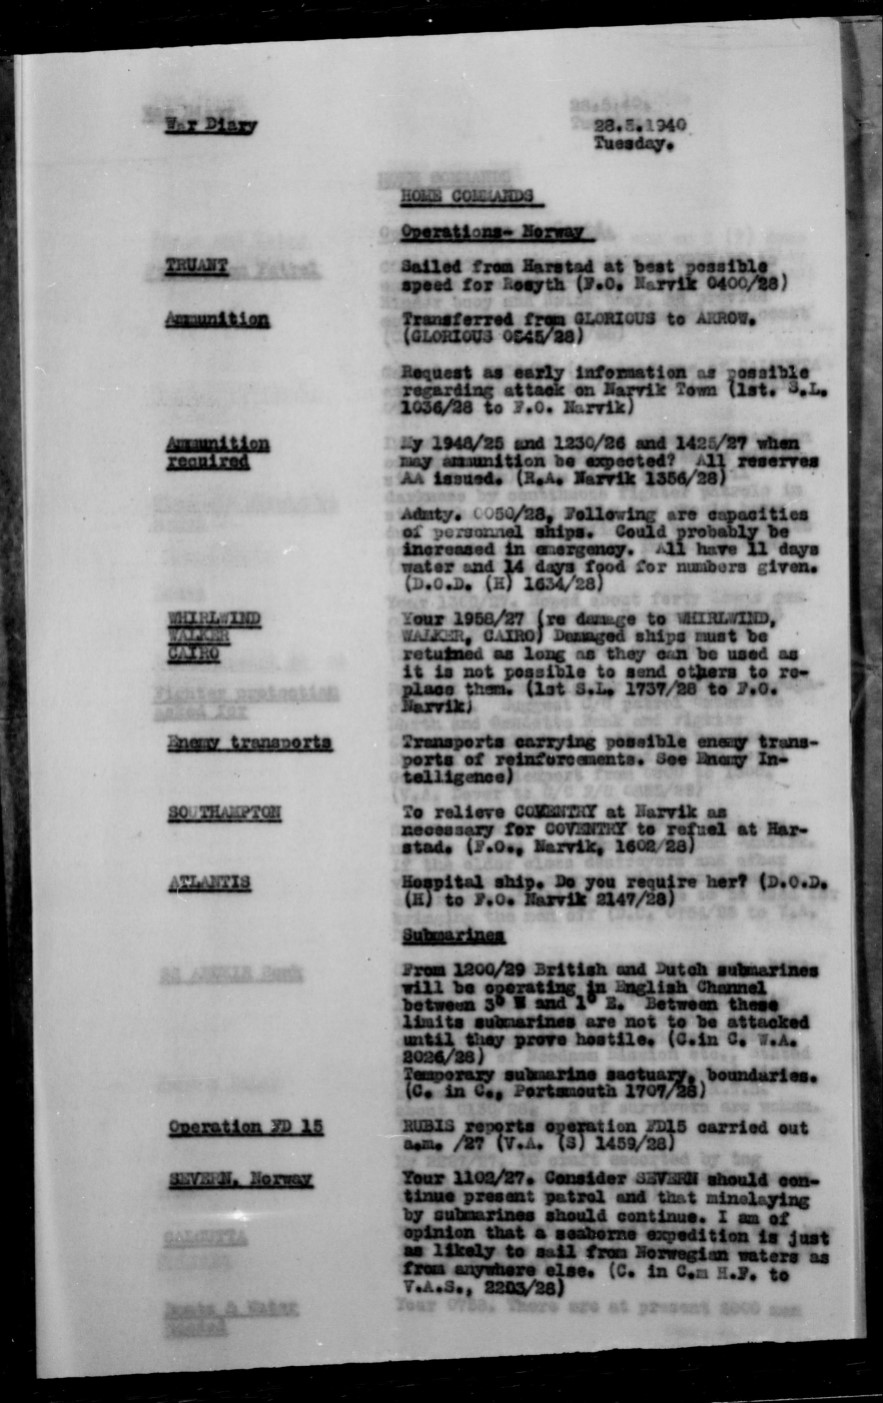 War Diary
28.5.1940
Tuesday.
HOME COMMANDS
Operations- Norway
TRUANT
Sailed from Harstad at best possible
speed for Rosyth (F.O. Narvik 0400/28)
Ammunition
Transferred from GLORIOUS to ARROW.
(GLORIOUS 0545/28)
Request as early information as possible
regarding attack on Narvik Town (1st. S.L.
1036/28 to F.O. Narvik)
Ammunition
required
My 1948/25 and 1230/26 and 1425/27 when
may ammunition be expected? All reserves
AA issued. (R.A. Narvik 1356/28)
Admty. 0050/28, Following are capacities
of personnel ships. Could probably be
increased in emergency. All have 11 days
water and 14 days food for numbers given.
(D.O.D. (H) 1634/28)
WHIRLWIND
WALKER
CAIRO
Your 1958/27 (re damage to WHIRLWIND,
WALKER, CAIRO) Damaged ships must be
retained as long as they can be used as
it is not possible to send others to re-
place them. (1st S.L. 1737/28 to F.O.
Narvik)
Enemy transports
Transports carrying possible enemy trans-
ports of reinforcements. See Enemy In-
telligence)
SOUTHAMPTON
To relieve COVENTRY at Narvik as
necessary for COVENTRY to refuel at Har-
stad. (F.O., Narvik, 1602/28)
ATLANTIS
Hospital ship. Do you require her? (D.O.D.
(H) to F.O. Narvik 2147/28)
Submarines
From 1200/29 British and Dutch submarines
will be operating in English Channel
between 3° W and 1° E. Between these
limits submarines are not to be attacked
until they prove hostile. (C.in C. W.A.
2026/28)
Temporary submarine sactuary, boundaries.
(C. in C., Portsmouth 1707/28)
Operation FD 15
RUBIS reports operation FD15 carried out
a.m. /27 (V.A. (S) 1459/28)
SEVERN, Norway
Your 1102/27. Consider SEVERN should con-
tinue present patrol and that minelaying
by submarines should continue. I am of
opinion that a seaborne expedition is just
as likely to sail from Norwegian waters as
from anywhere else. (C. in C.m H.F. to
V.A.S., 2203/28)